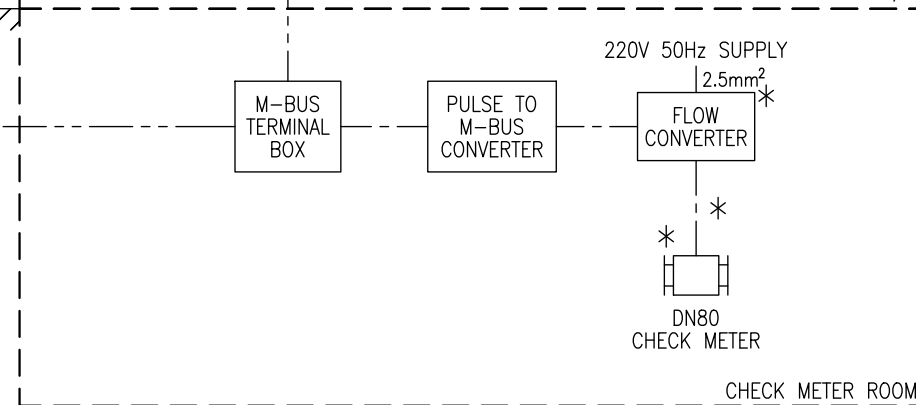 220V 50Hz SUPPLY
2.5mm²
M-BUS
TERMINAL
BOX
PULSE TO
M-BUS
CONVERTER
FLOW
CONVERTER
DN80
CHECK METER
CHECK METER ROOM